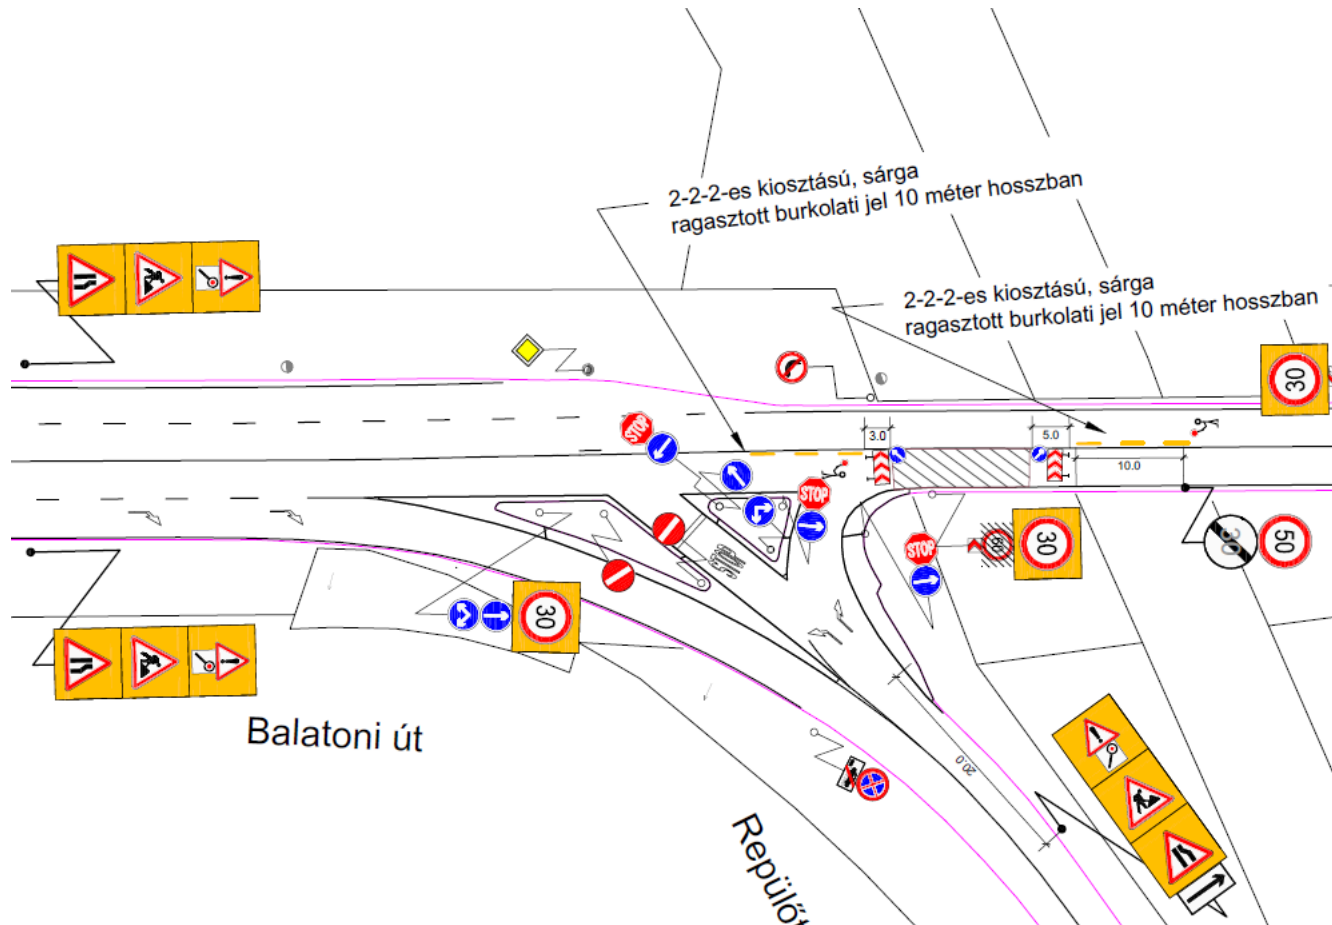 2-2-2-es kiosztású, sárga
ragasztott burkolati jel 10 méter hosszban
2-2-2-es kiosztású, sárga
ragasztott burkolati jel 10 méter hosszban
30
STOP
3.0
5.0
10.0
STOP
STOP
30
50
30
Balatoni út
20.0